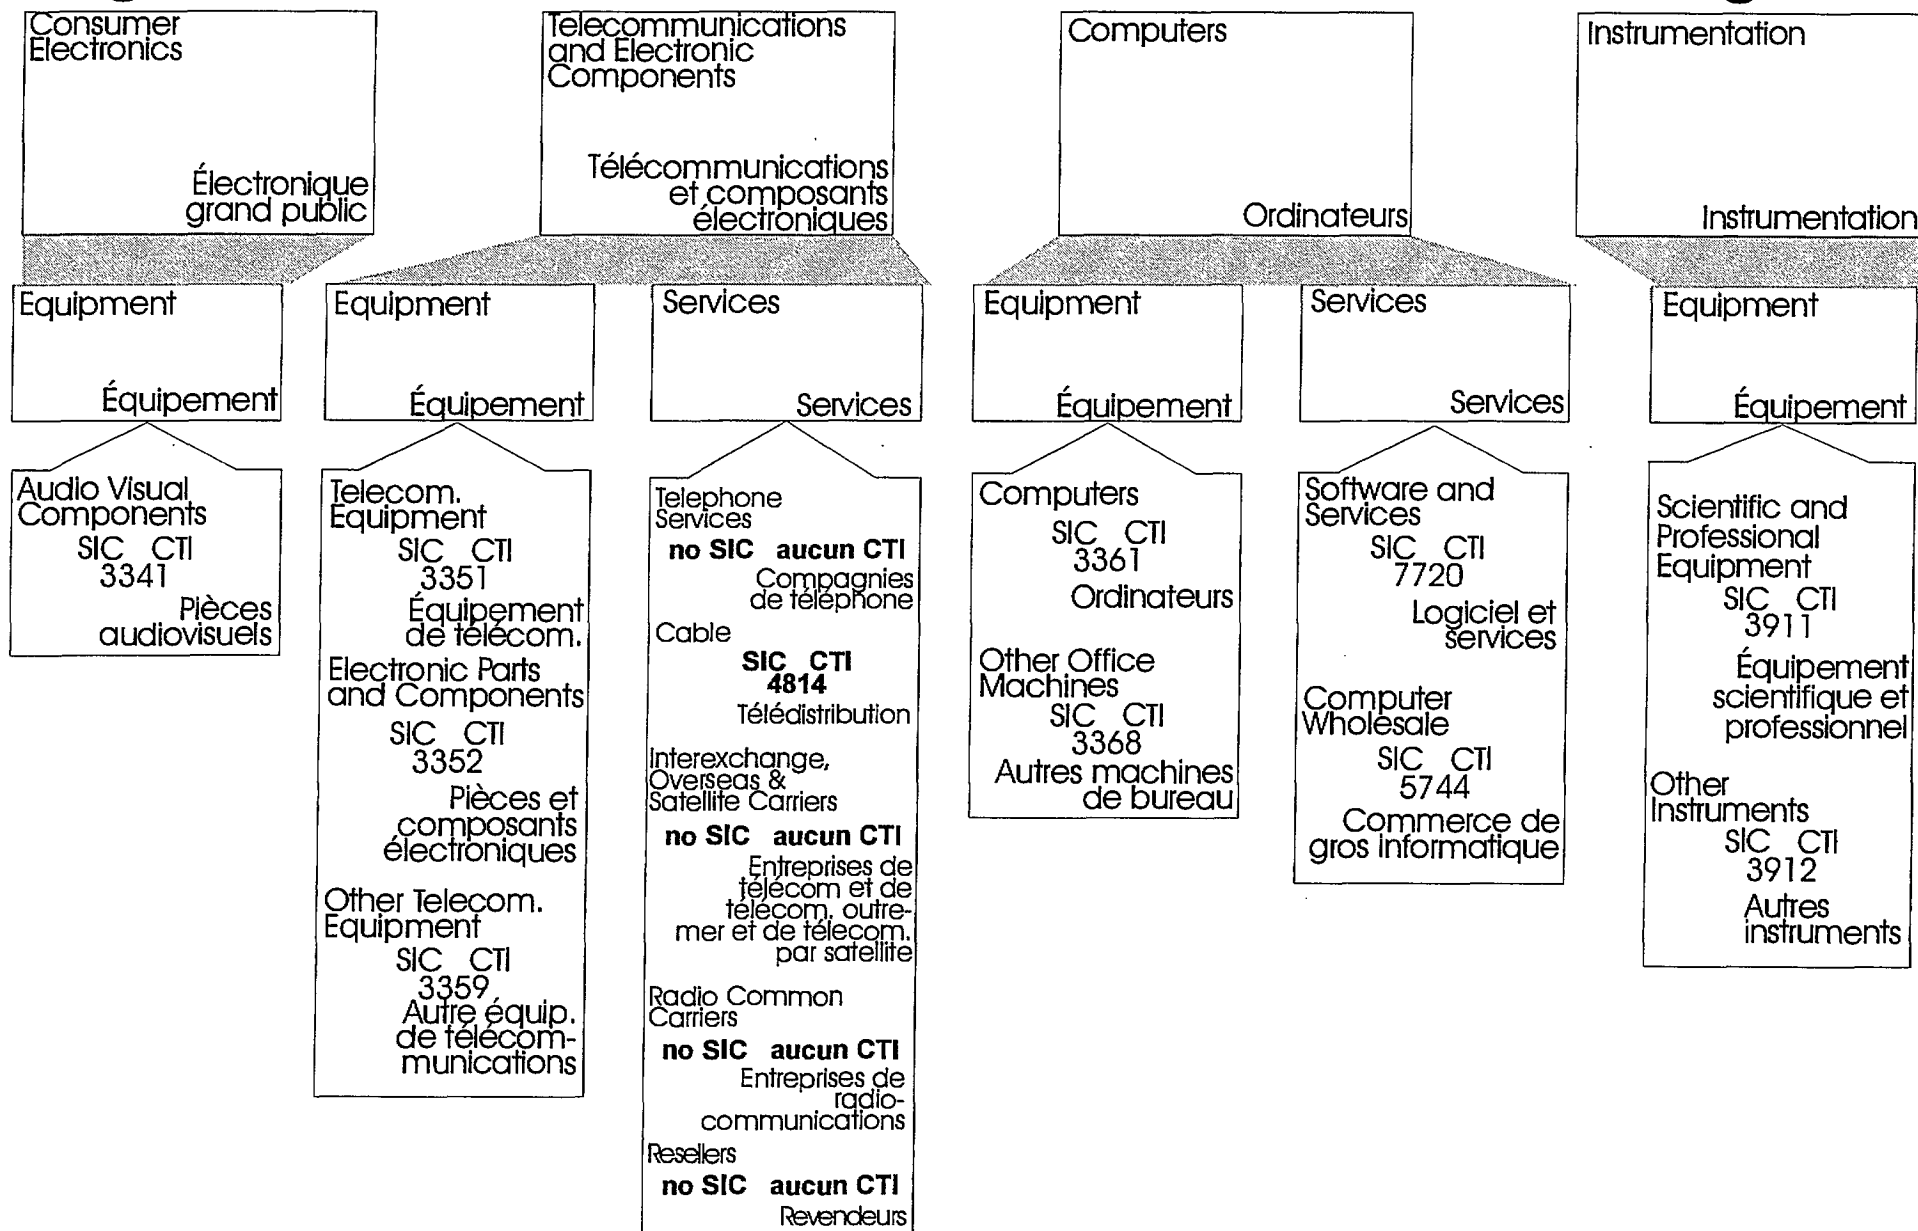 Consumer
Electronics
Électronique
grand public
Telecommunications
and Electronic
Components
Télécommunications
et composants
électroniques
Computers
Ordinateurs
Instrumentation
Instrumentation
Equipment
Équipement
Equipment
Équipement
Services
Services
Equipment
Équipement
Services
Services
Equipment
Équipement
Audio Visual
Components
SIC CTI
3341
Pièces
audiovisuels
Telecom.
Equipment
SIC CTI
3351
Équipement
de télécom.
Electronic Parts
and Components
SIC CTI
3352
Pièces et
composants
électroniques
Other Telecom.
Equipment
SIC CTI
3359
Autre équip.
de télécom-
munications
Telephone
Services
no SIC aucun CTI
Compagnies
de téléphone
Cable
SIC CTI
4814
Télédistribution
Interexchange,
Overseas &
Satellite Carriers
no SIC aucun CTI
Entreprises de
télécom et de
télécom. outre-
mer et de télecom.
par satellite
Radio Common
Carriers
no SIC aucun CTI
Entreprises de
radio-
communications
Resellers
no SIC aucun CTI
Revendeurs
Computers
SIC CTI
3361
Ordinateurs
Other Office
Machines
SIC CTI
3368
Autres machines
de bureau
Software and
Services
SIC CTI
7720
Logiciel et
services
Computer
Wholesale
SIC CTI
5744
Commerce de
gros informatique
Scientific and
Professional
Equipment
SIC CTI
3911
Équipement
scientifique et
professionnel
Other
Instruments
SIC CTI
3912
Autres
instruments